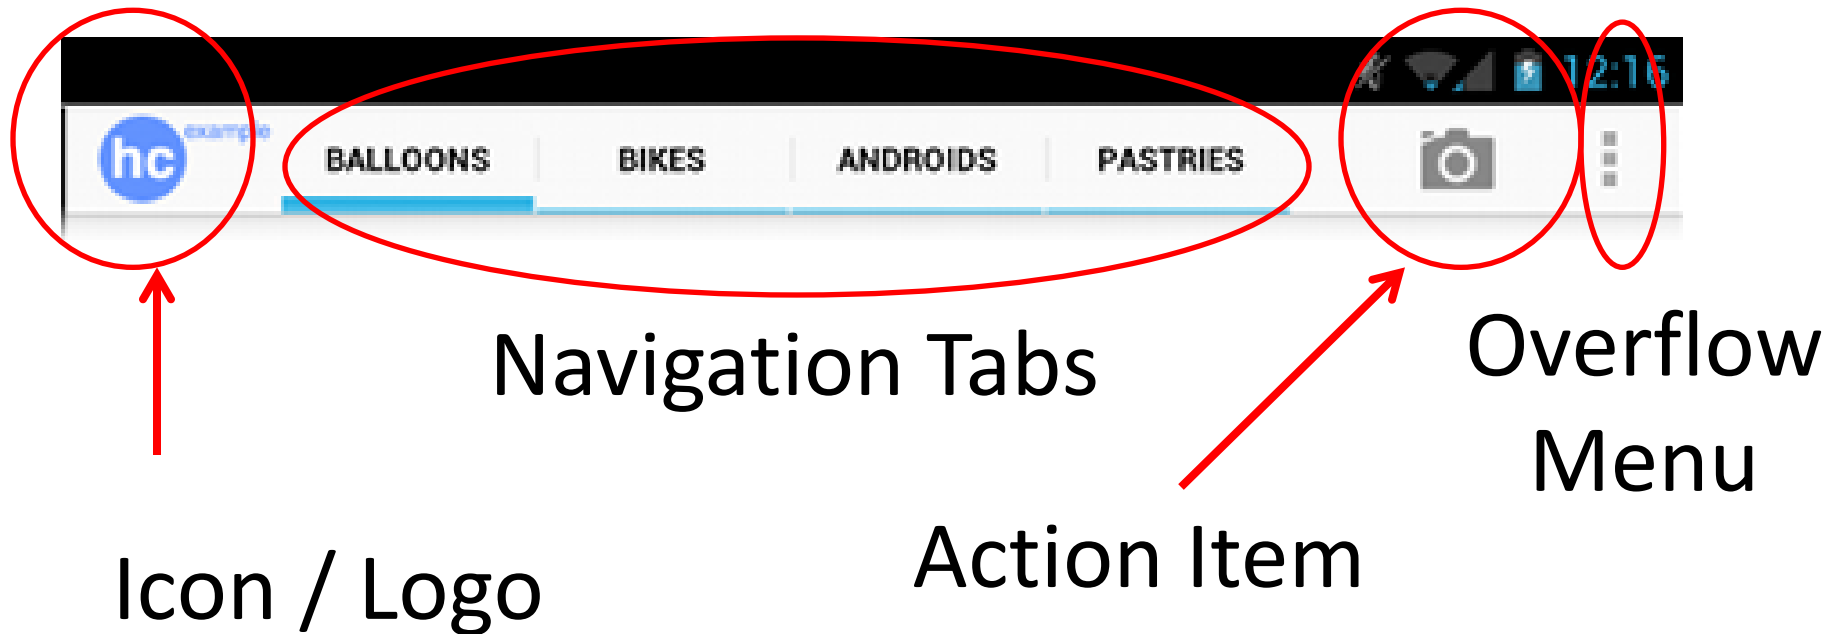 12:16
hc example
BALLOONS BIKES ANDROIDS PASTRIES
Navigation Tabs
Overflow
Menu
Action Item
Icon / Logo